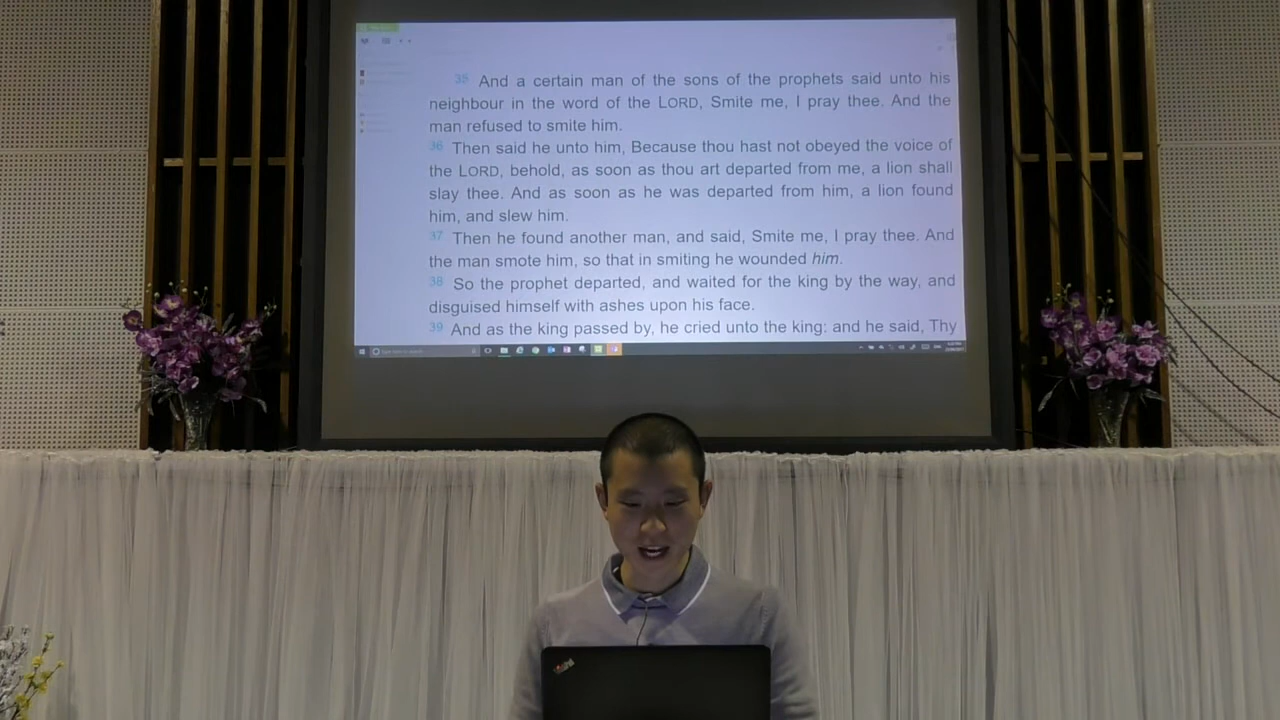 35 And a certain man of the sons of the prophets said unto his
neighbour in the word of the LORD, Smite me, I pray thee. And the
man refused to smite him.
36 Then said he unto him, Because thou hast not obeyed the voice of
the LORD, behold, as soon as thou art departed from me, a lion shall
slay thee. And as soon as he was departed from him, a lion found
him, and slew him.
37 Then he found another man, and said, Smite me, I pray thee. And
the man smote him, so that in smiting he wounded him.
38 So the prophet departed, and waited for the king by the way, and
disguised himself with ashes upon his face.
39 And as the king passed by, he cried unto the king: and he said, Thy